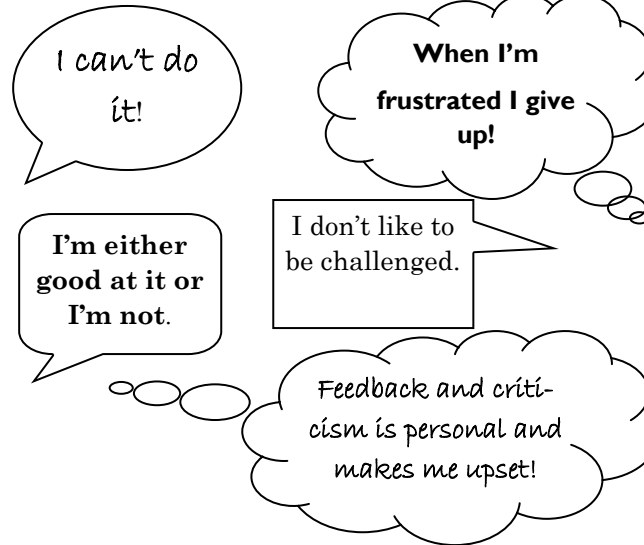 I can't do
it!
When I'm
frustrated I give
up!
I'm either
good at it or
I'm not.
I don't like to
be challenged.
Feedback and criti-
cism is personal and
makes me upset!